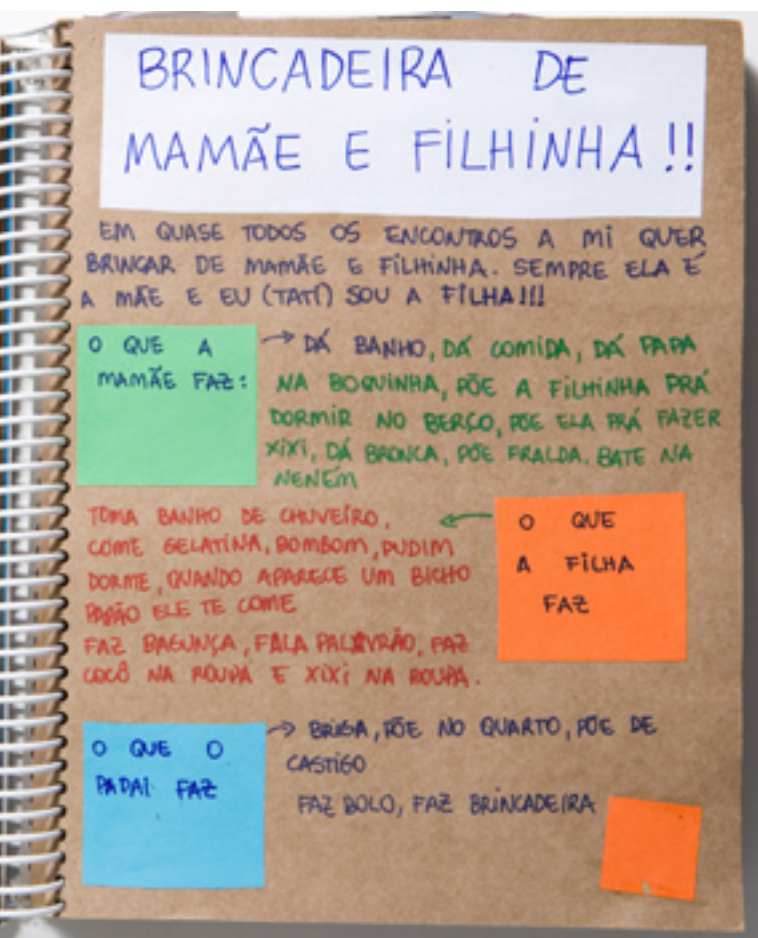 BRINCADEIRA DE
MAMÃE E FILHINHA!!
EM QUASE TODOS OS ENCONTROS A MI QUER
BRINCAR DE MAMÃE E FILHINHA. SEMPRE ELA É
A MÃE E EU (TATI) SOU A FILHA!!!
O QUE A
MAMÃE FAZ:
→ DÁ BANHO, DÁ COMIDA, DÁ PAPA
NA BOQUINHA, PÕE A FILHINHA PRÁ
DORMIR NO BERÇO, PÕE ELA PRÁ FAZER
XIXI, DÁ BRONCA, PÕE FRALDA. BATE NA
NENÉM
O QUE
A FILHA
FAZ
TOMA BANHO DE CHUVEIRO,
COME GELATINA, BOMBOM, PUDIM
DORME, QUANDO APARECE UM BICHO
PAPÃO ELE TE COME
FAZ BAGUNÇA, FALA PALAVRÃO, FAZ
COCÔ NA ROUPA E XIXI NA ROUPA.
O QUE O
PAPAI FAZ
→ BRIGA, PÕE NO QUARTO, PÕE DE
CASTIGO
FAZ BOLO, FAZ BRINCADEIRA